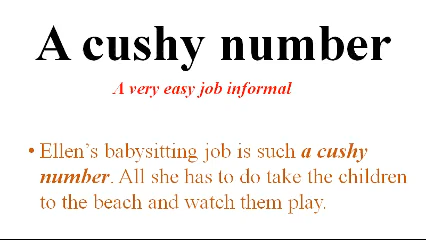 A cushy number
A very easy job informal
• Ellen's babysitting job is such a cushy
number. All she has to do take the children
to the beach and watch them play.